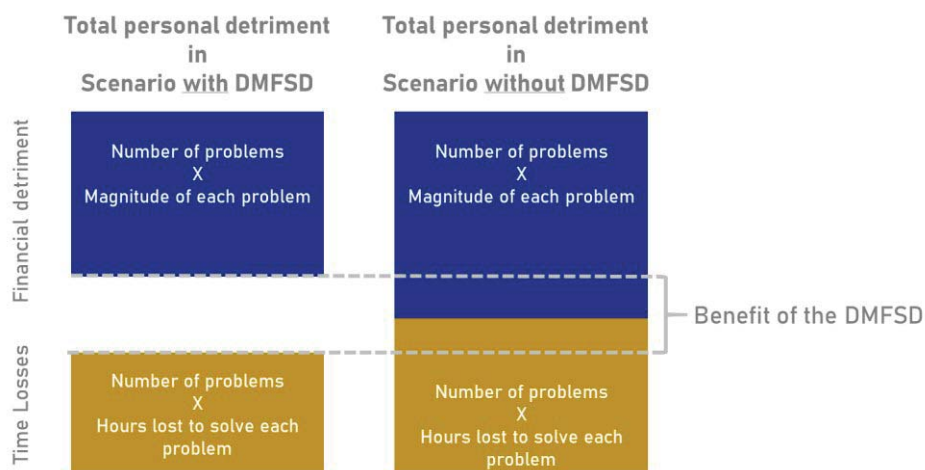 Total personal detriment
in
Scenario with DMFSD
Total personal detriment
in
Scenario without DMFSD
Financial detriment
Number of problems
X
Magnitude of each problem
Number of problems
X
Magnitude of each problem
Benefit of the DMFSD
Time Losses
Number of problems
X
Hours lost to solve each
problem
Number of problems
X
Hours lost to solve each
problem